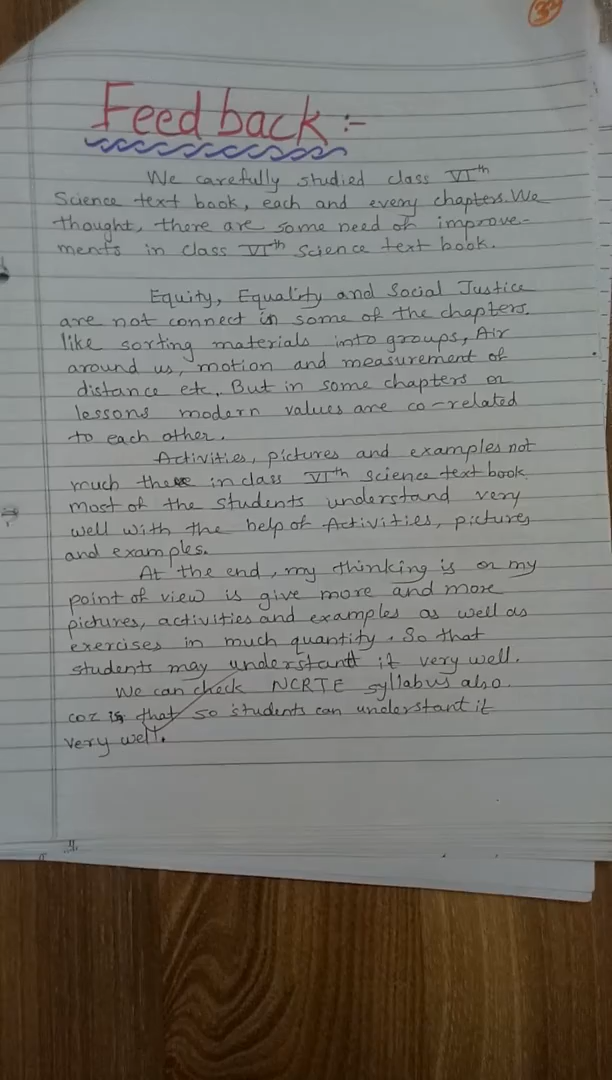 34
Feed back :-
We carefully studied class VIth
Science text book, each and every chapters. We
thought, there are some need of improve-
ments in class VIth Science text book.
Equity, Equality and Social Justice
are not connect in some of the chapters.
like sorting materials into groups, Air
around us, motion and measurement of
distance etc. But in some chapters or
lessons modern values are co-related
to each other.
Activities, pictures and examples not
much there in class VIth science text book
most of the students understand very
well with the help of Activities, pictures
and examples.
At the end, my thinking is or my
point of view is give more and more
pictures, activities and examples as well as
exercises in much quantity. So that
students may understant it very well.
We can check NCRTE syllabus also.
coz is that so students can understant it
very well.